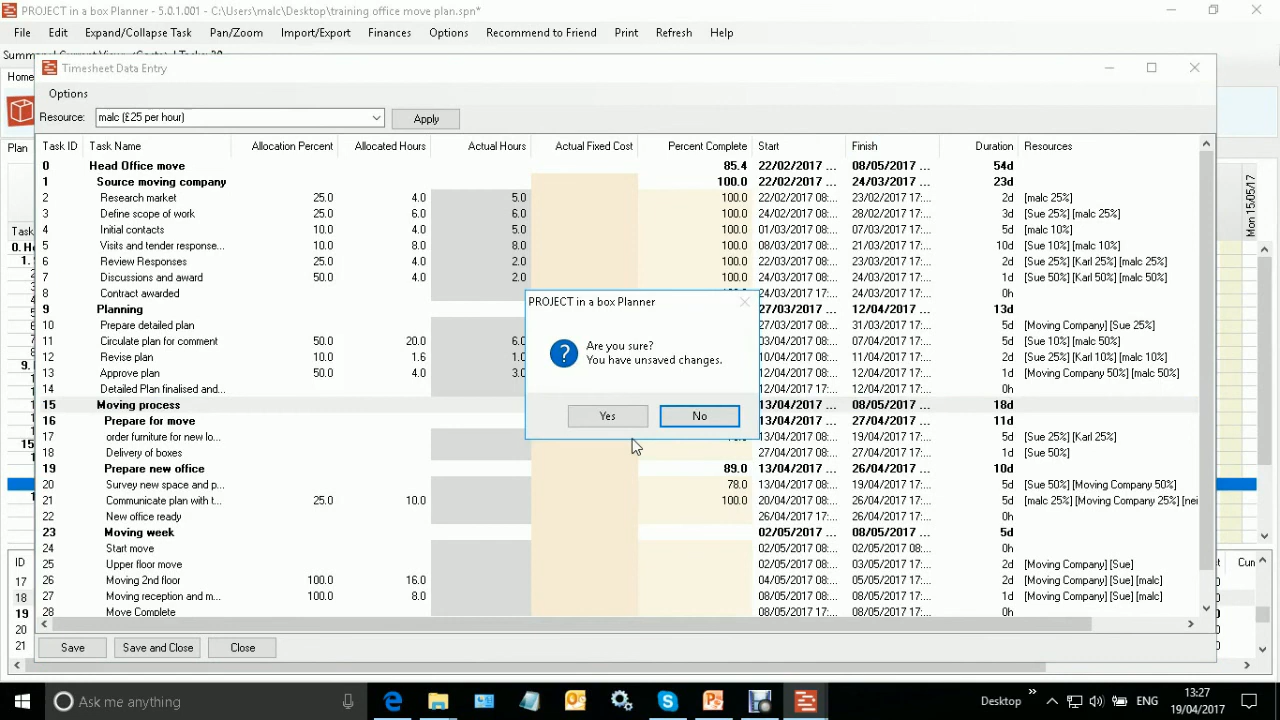 PROJECT in a box Planner - 5.0.1.001 - C:\Users\malc\Desktop\training office move plan.spn*
File Edit Expand/Collapse Task Pan/Zoom Import/Export Finances Options Recommend to Friend Print Refresh Help
Home
Timesheet Data Entry
Options
Resource: malc (£25 per hour) Apply
Plan
Task ID Task Name Allocation Percent Allocated Hours Actual Hours Actual Fixed Cost Percent Complete Start Finish Duration Resources
0 Head Office move 85.4 22/02/2017 ... 08/05/2017 ... 54d
1 Source moving company 100.0 22/02/2017 ... 24/03/2017 ... 23d
2 Research market 25.0 4.0 5.0 100.0 22/02/2017 08:... 23/02/2017 17:... 2d [malc 25%]
3 Define scope of work 25.0 6.0 6.0 100.0 24/02/2017 08:... 28/02/2017 17:... 3d [Sue 25%] [malc 25%]
4 Initial contacts 10.0 4.0 5.0 100.0 01/03/2017 08:... 07/03/2017 17:... 5d [malc 10%]
5 Visits and tender response... 10.0 8.0 8.0 100.0 08/03/2017 08:... 21/03/2017 17:... 10d [Sue 10%] [malc 10%]
6 Review Responses 25.0 4.0 2.0 100.0 22/03/2017 08:... 23/03/2017 17:... 2d [Sue 25%] [Karl 25%] [malc 25%]
7 Discussions and award 50.0 4.0 2.0 100.0 24/03/2017 08:... 24/03/2017 17:... 1d [Sue 50%] [Karl 50%] [malc 50%]
8 Contract awarded 24/03/2017 17:... 24/03/2017 17:... 0h
9 Planning 27/03/2017 ... 12/04/2017 ... 13d
10 Prepare detailed plan 27/03/2017 08:... 31/03/2017 17:... 5d [Moving Company] [Sue 25%]
11 Circulate plan for comment 50.0 20.0 6.0 03/04/2017 08:... 07/04/2017 17:... 5d [Sue 10%] [malc 50%]
12 Revise plan 10.0 1.6 1.0 10/04/2017 08:... 11/04/2017 17:... 2d [Sue 25%] [Karl 10%] [malc 10%]
13 Approve plan 50.0 4.0 3.0 12/04/2017 08:... 12/04/2017 17:... 1d [Moving Company 50%] [malc 50%]
14 Detailed Plan finalised and... 12/04/2017 17:... 12/04/2017 17:... 0h
15 Moving process 13/04/2017 ... 08/05/2017 ... 18d
16 Prepare for move 13/04/2017 ... 27/04/2017 ... 11d
17 order furniture for new lo... 13/04/2017 08:... 19/04/2017 17:... 5d [Sue 25%] [Karl 25%]
18 Delivery of boxes 5d [Sue 50%]
19 Prepare new office 89.0 13/04/2017 ... 26/04/2017 ... 10d
20 Survey new space and p... 78.0 13/04/2017 08:... 19/04/2017 17:... 5d [Sue 50%] [Moving Company 50%]
21 Communicate plan with t... 25.0 10.0 100.0 20/04/2017 08:... 26/04/2017 17:... 5d [malc 25%] [Moving Company 25%] [nei
22 New office ready 26/04/2017 17:... 26/04/2017 17:... 0h
23 Moving week 02/05/2017 ... 08/05/2017 ... 5d
24 Start move 02/05/2017 08:... 02/05/2017 08:... 0h
25 Upper floor move 02/05/2017 08:... 03/05/2017 17:... 2d [Moving Company] [Sue]
26 Moving 2nd floor 100.0 16.0 04/05/2017 08:... 05/05/2017 17:... 2d [Moving Company] [Sue] [malc]
27 Moving reception and m... 100.0 8.0 08/05/2017 08:... 08/05/2017 17:... 1d [Moving Company] [Sue] [malc]
28 Move Complete 08/05/2017 17:... 08/05/2017 17:... 0h
PROJECT in a box Planner
Are you sure?
You have unsaved changes.
Yes No
Save Save and Close Close
Mon 15/05/17
ID
17
18
19
20
21
Ask me anything
Desktop ENG
13:27
19/04/2017